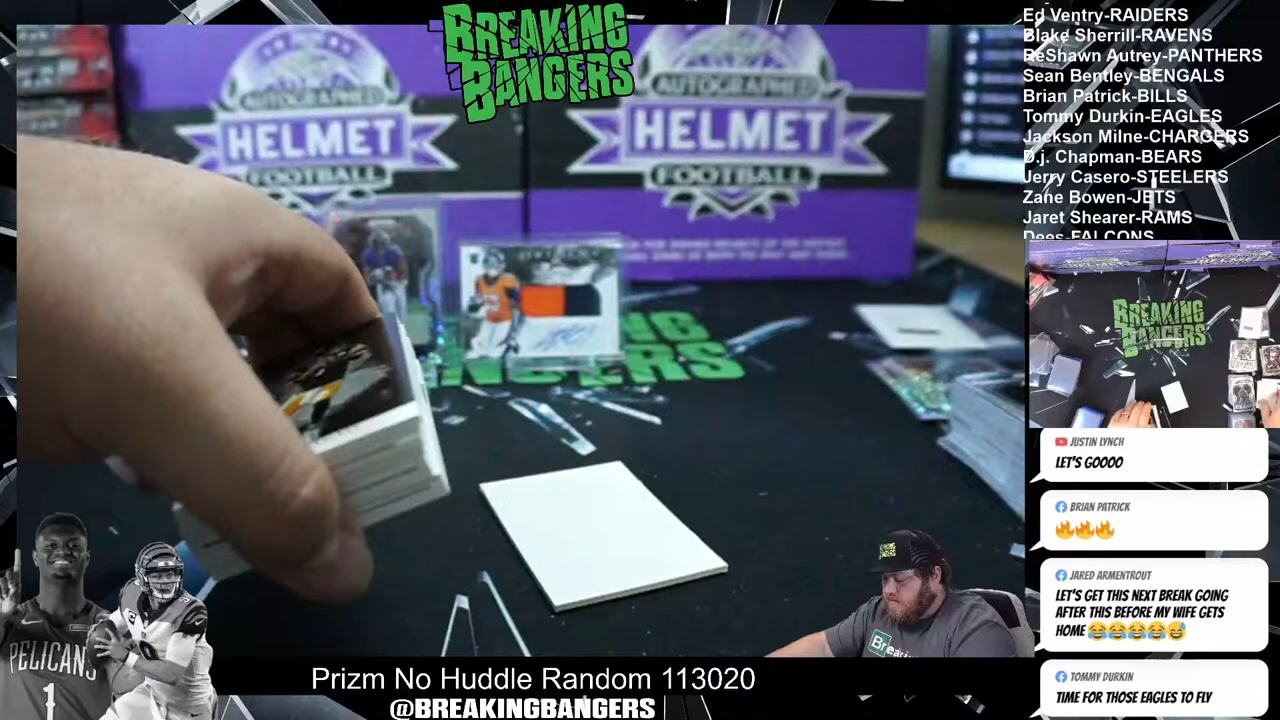 BREAKING
BANGERS
AUTOGRAPHED
HELMET
FOOTBALL
AUTOGRAPHED
HELMET
FOOTBALL
Ed Ventry-RAIDERS
Blake Sherrill-RAVENS
ReShawn Autrey-PANTHERS
Sean Bentley-BENGALS
Brian Patrick-BILLS
Tommy Durkin-EAGLES
Jackson Milne-CHARGERS
D.j. Chapman-BEARS
Jerry Casero-STEELERS
Zane Bowen-JETS
Jaret Shearer-RAMS
Dees-FALCONS
BREAKING
BANGERS
JUSTIN LYNCH
LET'S GOOOO
BRIAN PATRICK
🔥🔥🔥
JARED ARMENTROUT
LET'S GET THIS NEXT BREAK GOING
AFTER THIS BEFORE MY WIFE GETS
HOME 😂😂😂😂😅
TOMMY DURKIN
TIME FOR THOSE EAGLES TO FLY
PELICANS
1
Prizm No Huddle Random 113020
@BREAKINGBANGERS